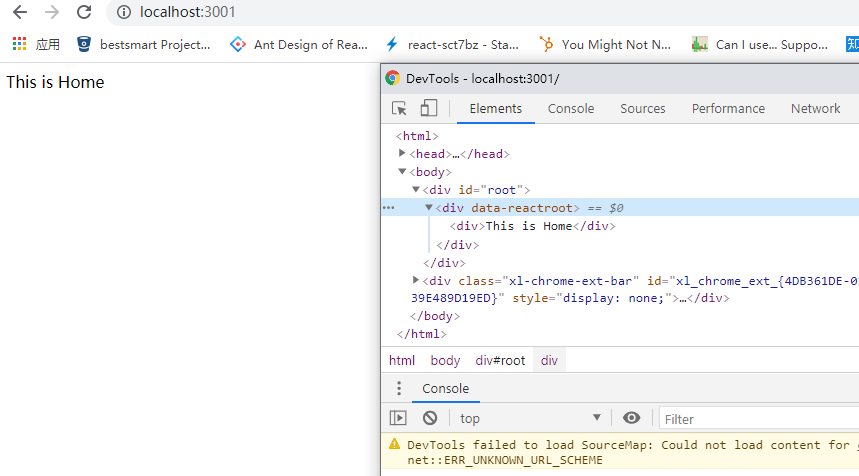 localhost:3001
应用 bestsmart Project... Ant Design of Rea... react-sct7bz - Sta... You Might Not N... Can I use... Suppo... 知
This is Home
DevTools - localhost:3001/
Elements Console Sources Performance Network
<html>
<head>…</head>
<body>
<div id="root">
<div data-reactroot> == $0
<div>This is Home</div>
</div>
</div>
<div class="xl-chrome-ext-bar" id="xl_chrome_ext_{4DB361DE-0
39E489D19ED}" style="display: none;">…</div>
</body>
</html>
html body div#root div
Console
top Filter
DevTools failed to load SourceMap: Could not load content for
net::ERR_UNKNOWN_URL_SCHEME